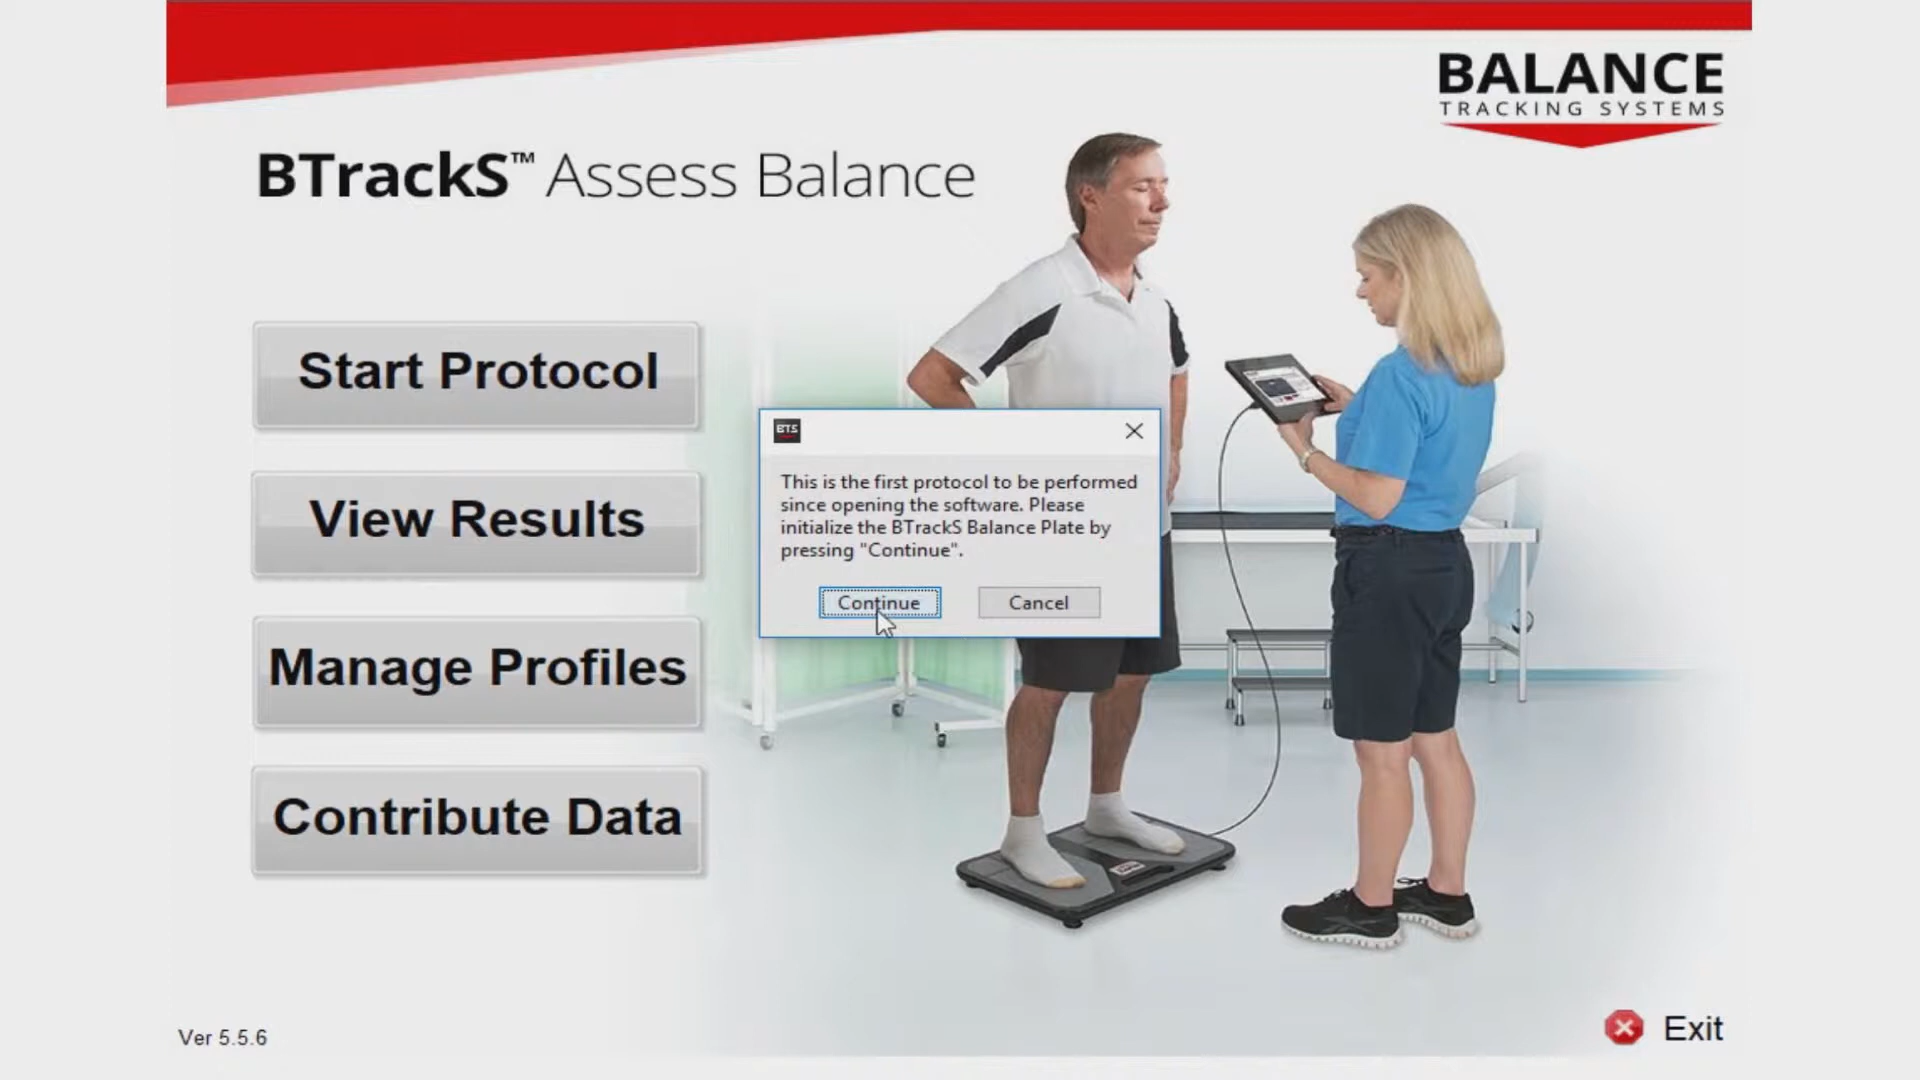 BALANCE
TRACKING SYSTEMS
BTrackS™ Assess Balance
Start Protocol
View Results
Manage Profiles
Contribute Data
BTS
This is the first protocol to be performed
since opening the software. Please
initialize the BTrackS Balance Plate by
pressing "Continue".
Continue
Cancel
Ver 5.5.6
Exit